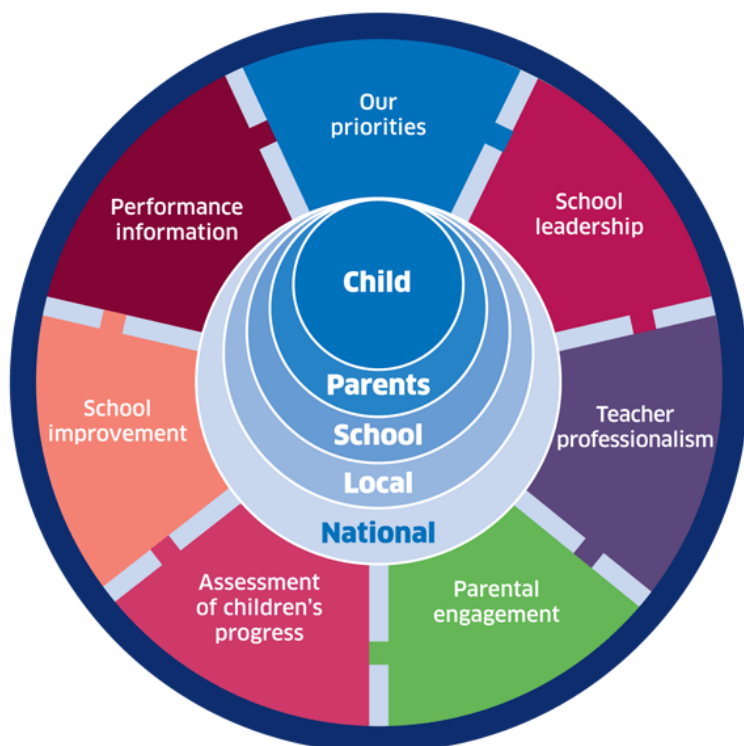 Our
priorities
School
leadership
Teacher
professionalism
Parental
engagement
Assessment
of children's
progress
School
improvement
Performance
information
Child
Parents
School
Local
National